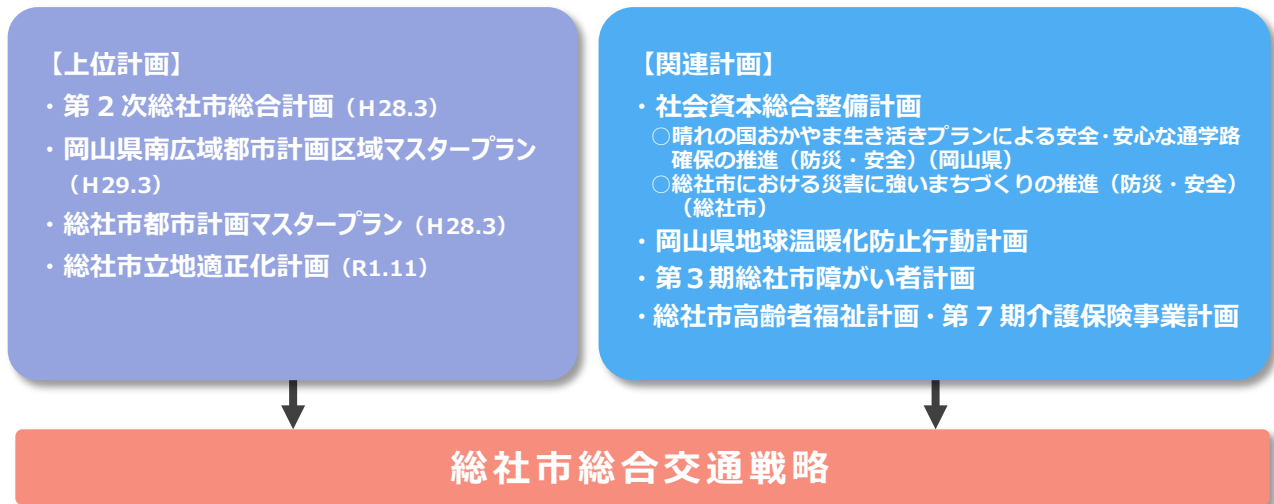 【上位計画】
・第２次総社市総合計画（H28.3）
・岡山県南広域都市計画区域マスタープラン
（H29.3）
・総社市都市計画マスタープラン（H28.3）
・総社市立地適正化計画（R1.11）
【関連計画】
・社会資本総合整備計画
○晴れの国おかやま生き活きプランによる安全・安心な通学路
確保の推進（防災・安全）（岡山県）
○総社市における災害に強いまちづくりの推進（防災・安全）
（総社市）
・岡山県地球温暖化防止行動計画
・第３期総社市障がい者計画
・総社市高齢者福祉計画・第７期介護保険事業計画
総社市総合交通戦略